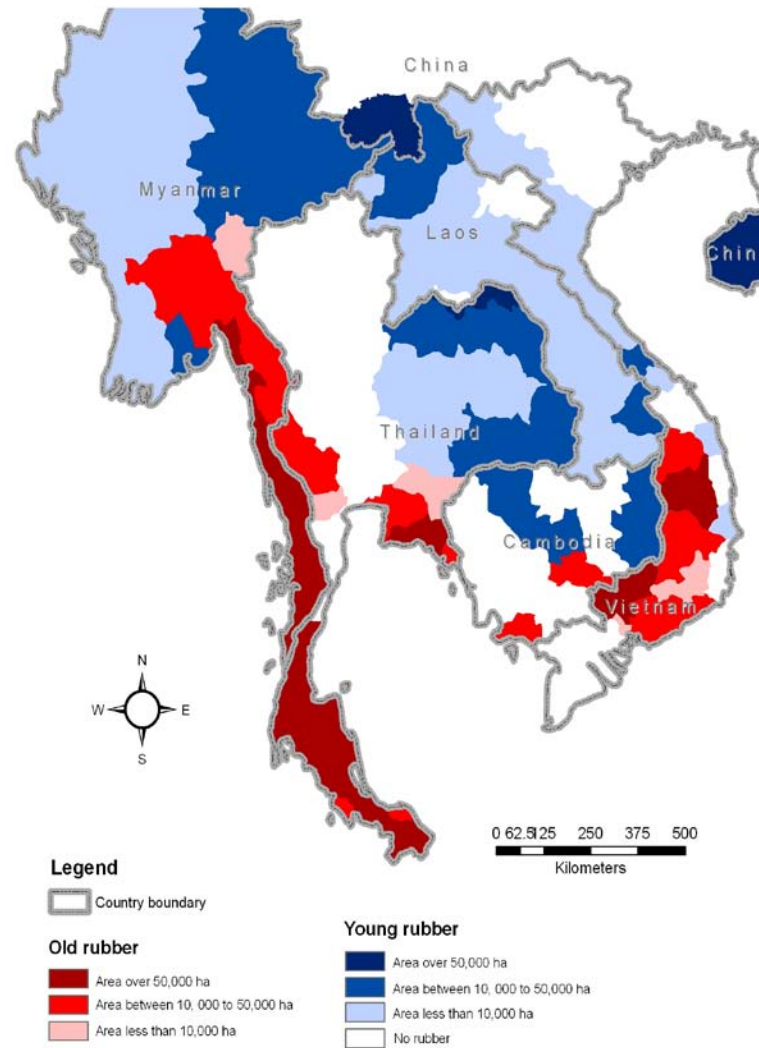 China
Myanmar
Laos
Chin
Thailand
Cambodia
Vietnam
N
W E
S
0 62.5 125 250 375 500
Kilometers
Legend
Country boundary
Old rubber
Area over 50,000 ha
Area between 10, 000 to 50,000 ha
Area less than 10,000 ha
Young rubber
Area over 50,000 ha
Area between 10, 000 to 50,000 ha
Area less than 10,000 ha
No rubber